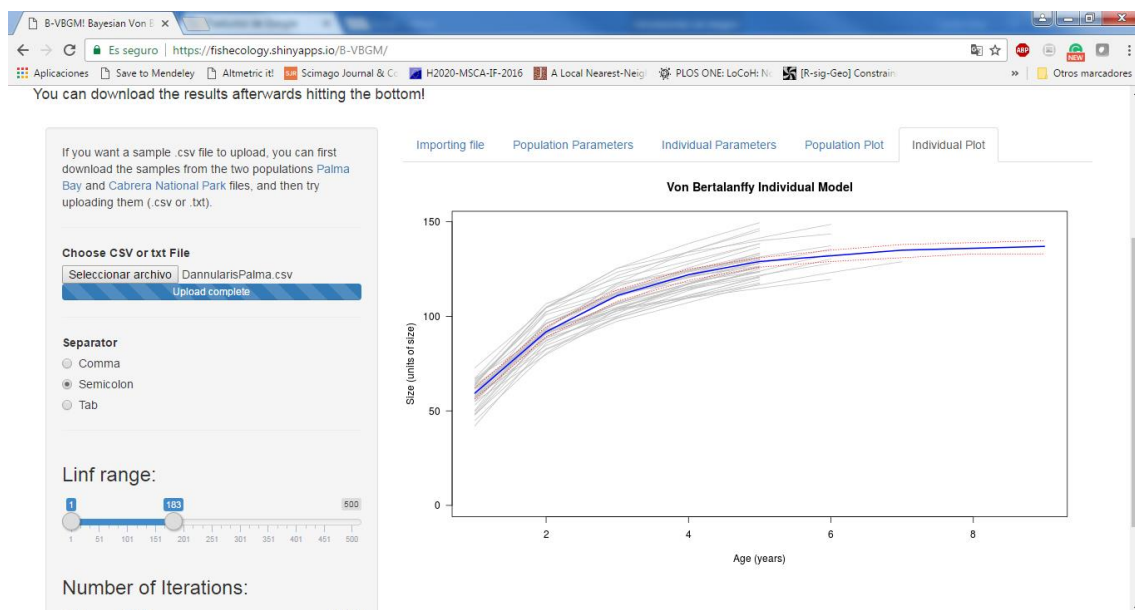 B-VBGM! Bayesian Von B
Es seguro | https://fishecology.shinyapps.io/B-VBGM/
ABP
NEW
Aplicaciones Save to Mendeley Altmetric it! SJR Scimago Journal & Co H2020-MSCA-IF-2016 A Local Nearest-Neig PLOS ONE: LoCoH: N [R-sig-Geo] Constrain » Otros marcadores
You can download the results afterwards hitting the bottom!
If you want a sample .csv file to upload, you can first
download the samples from the two populations Palma
Bay and Cabrera National Park files, and then try
uploading them (.csv or .txt).
Choose CSV or txt File
Seleccionar archivo DannularisPalma.csv
Upload complete
Separator
Comma
Semicolon
Tab
Linf range:
1 183 500
1 51 101 151 201 251 301 351 401 451 500
Number of Iterations:
Importing file Population Parameters Individual Parameters Population Plot Individual Plot
Von Bertalanffy Individual Model
150
100
50
0
Size (units of size)
2 4 6 8
Age (years)